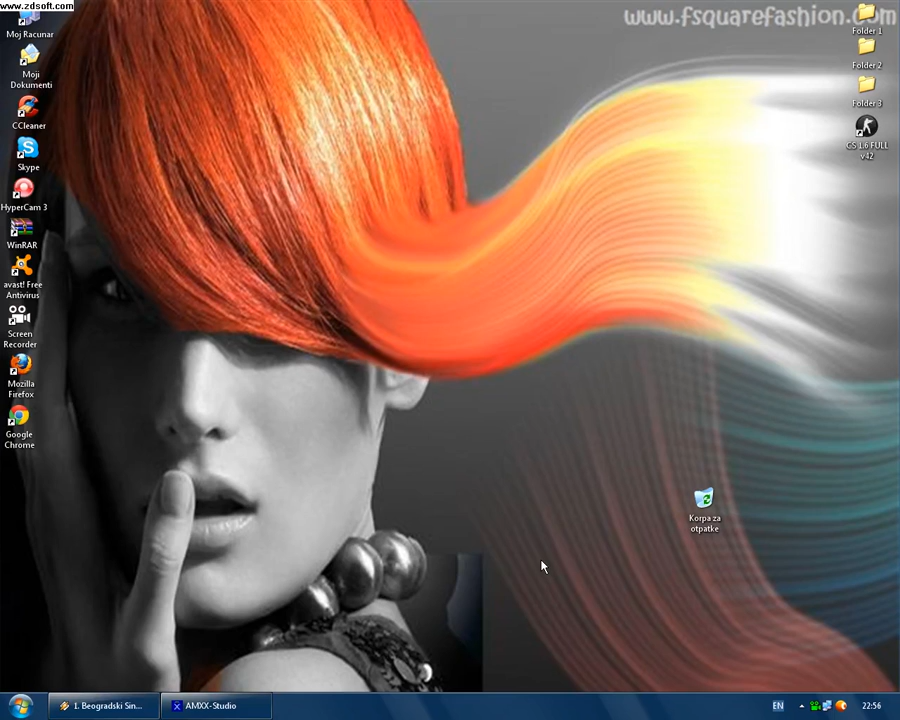 www.zdsoft.com
www.fsquarefashion.com
Moj Racunar
Moji
Dokumenti
CCleaner
Skype
HyperCam 3
WinRAR
avast! Free
Antivirus
Screen
Recorder
Mozilla
Firefox
Google
Chrome
Folder 1
Folder 2
Folder 3
CS 1.6 FULL
v42
Korpa za
otpatke
1. Beogradski Sin...
AMXX-Studio
EN
22:56